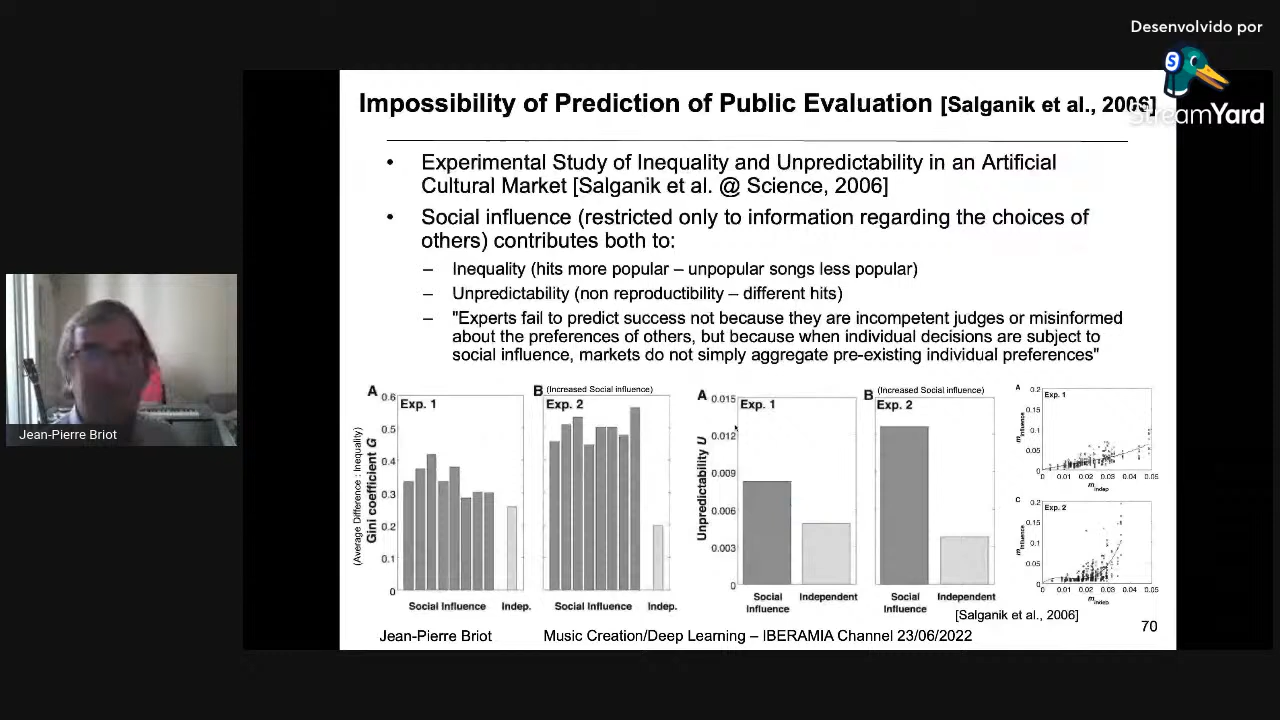 Desenvolvido por
StreamYard
Impossibility of Prediction of Public Evaluation [Salganik et al., 2006]
• Experimental Study of Inequality and Unpredictability in an Artificial
Cultural Market [Salganik et al. @ Science, 2006]
• Social influence (restricted only to information regarding the choices of
others) contributes both to:
– Inequality (hits more popular – unpopular songs less popular)
– Unpredictability (non reproductibility – different hits)
– "Experts fail to predict success not because they are incompetent judges or misinformed
about the preferences of others, but because when individual decisions are subject to
social influence, markets do not simply aggregate pre-existing individual preferences"
A
Exp. 1
(Average Difference : Inequality)
Gini coefficient G
0.6
0.5
0.4
0.3
0.2
0.1
0
Social Influence Indep.
B (Increased Social influence)
Exp. 2
Social Influence Indep.
A
Exp. 1
Unpredictability U
0.015
0.012
0.009
0.006
0.003
0
Social Influence Independent
B (Increased Social influence)
Exp. 2
Social Influence Independent
A
Exp. 1
m influence
0.2
0.15
0.1
0.05
0
0 0.01 0.02 0.03 0.04 0.05
m indep
C
Exp. 2
m influence
0.2
0.15
0.1
0.05
0
0 0.01 0.02 0.03 0.04 0.05
m indep
[Salganik et al., 2006]
Jean-Pierre Briot Music Creation/Deep Learning – IBERAMIA Channel 23/06/2022
70
Jean-Pierre Briot